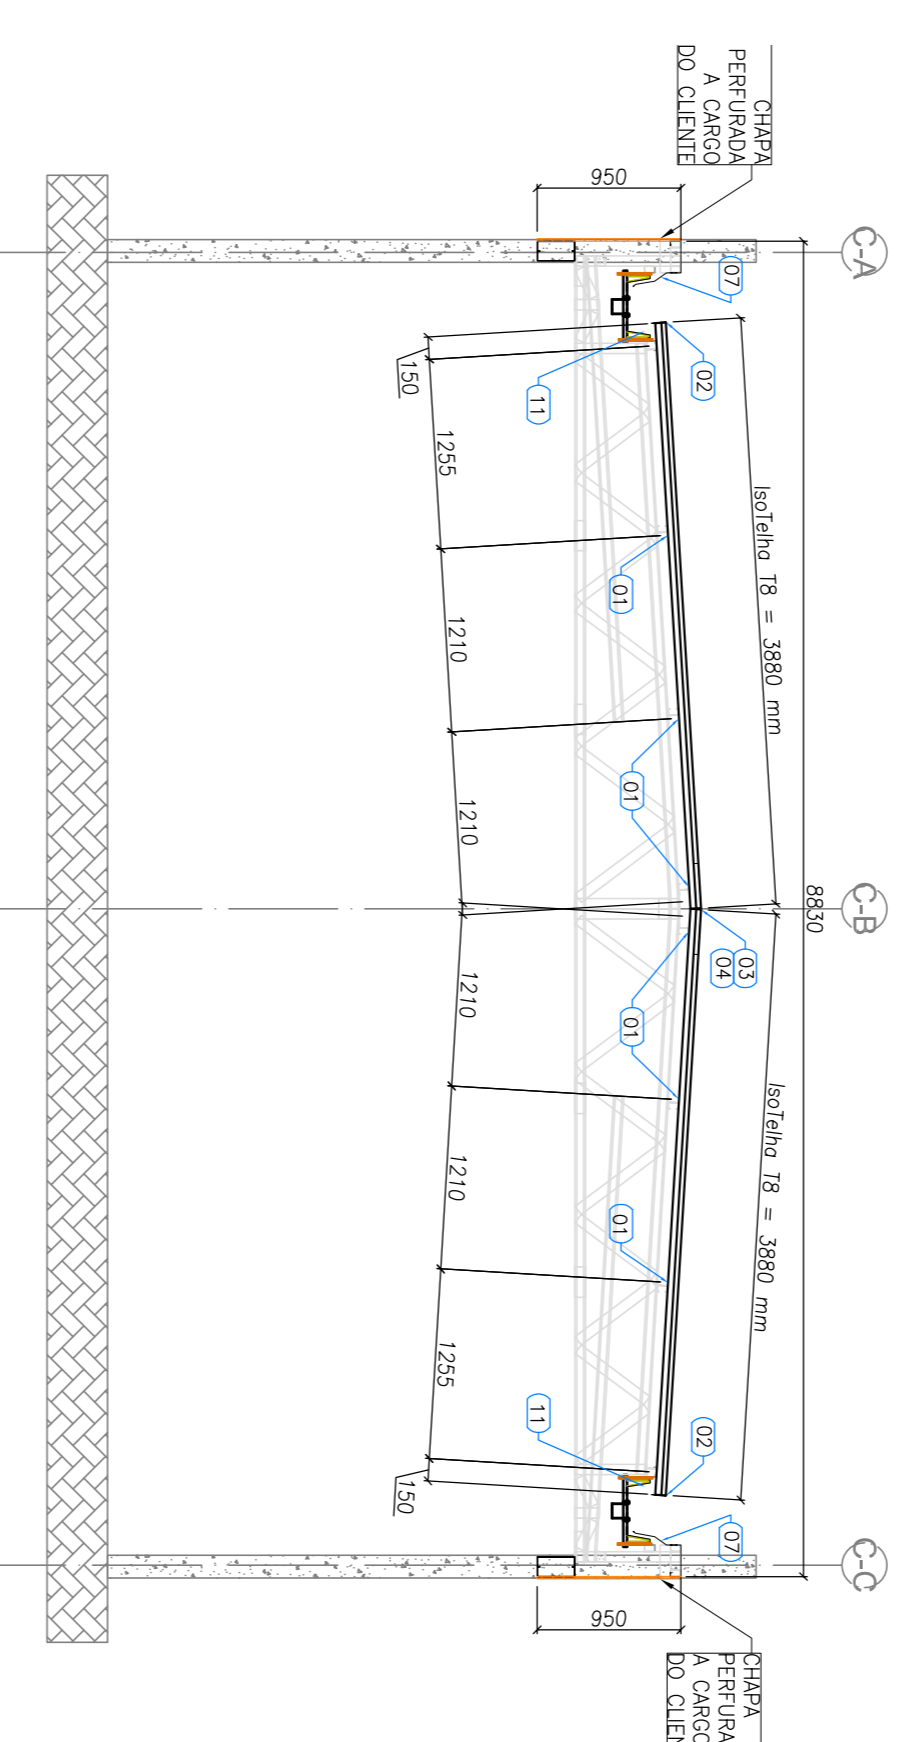 C-A
C-B
C-C
8830
CHAPA
PERFURADA
A CARGO
DO CLIENTE
CHAPA
PERFURA
A CARGO
DO CLIEN
IsoTelha T8 = 3880 mm
IsoTelha T8 = 3880 mm
950
950
07
02
03
04
02
07
01
01
01
01
11
11
150
1255
1210
1210
1210
1210
1255
150